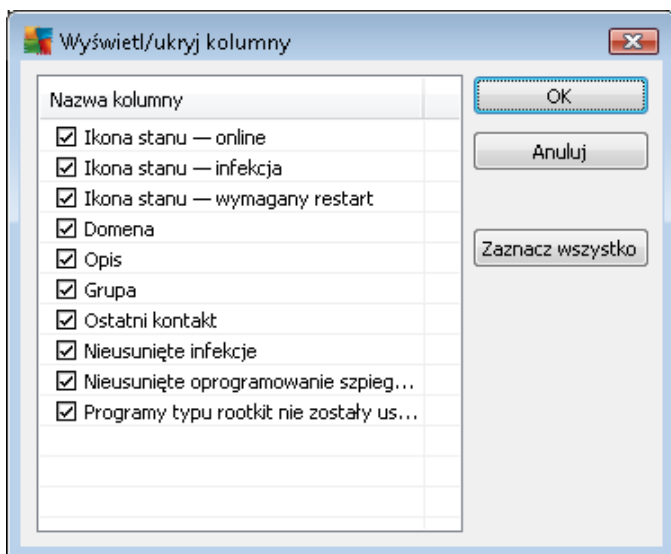 Wyświetl/ukryj kolumny
Nazwa kolumny
Ikona stanu — online
Ikona stanu — infekcja
Ikona stanu — wymagany restart
Domena
Opis
Grupa
Ostatni kontakt
Nieusunięte infekcje
Nieusunięte oprogramowanie szpieg...
Programy typu rootkit nie zostały us...
OK
Anuluj
Zaznacz wszystko